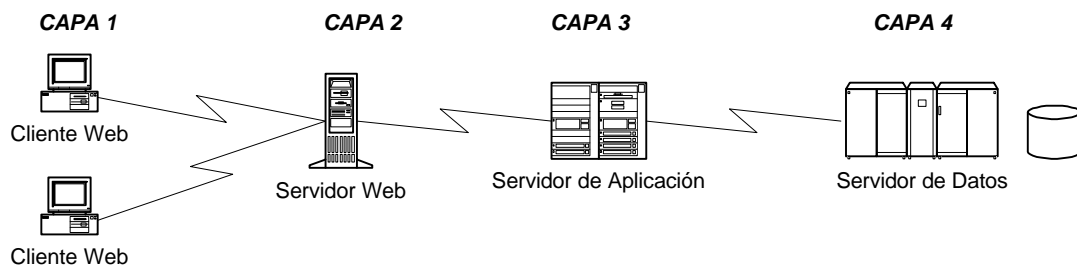 CAPA 1
CAPA 2
CAPA 3
CAPA 4
Cliente Web
Servidor Web
Servidor de Aplicación
Servidor de Datos
Cliente Web